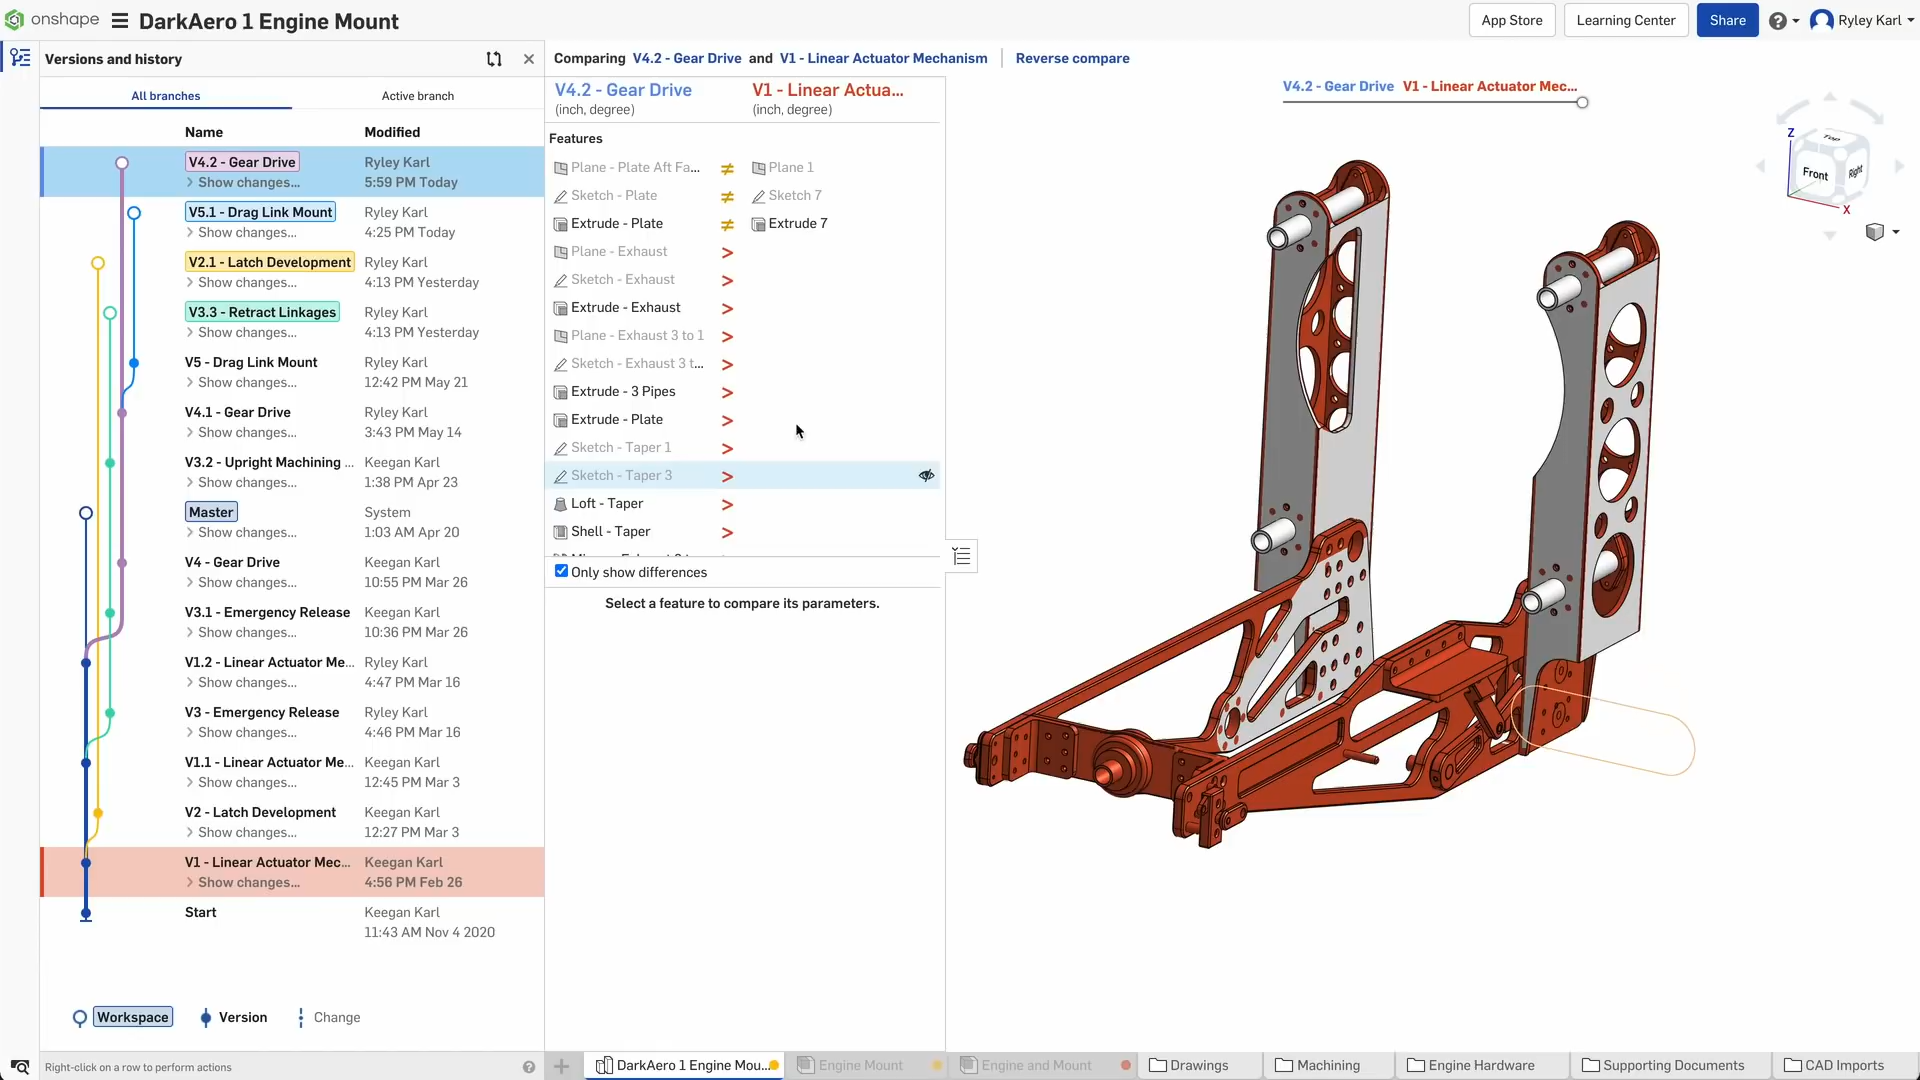 onshape DarkAero 1 Engine Mount App Store Learning Center Share ? Ryley Karl
Versions and history
All branches Active branch
Name Modified
V4.2 - Gear Drive Ryley Karl
Show changes... 5:59 PM Today
V5.1 - Drag Link Mount Ryley Karl
Show changes... 4:25 PM Today
V2.1 - Latch Development Ryley Karl
Show changes... 4:13 PM Yesterday
V3.3 - Retract Linkages Ryley Karl
Show changes... 4:13 PM Yesterday
V5 - Drag Link Mount Ryley Karl
Show changes... 12:42 PM May 21
V4.1 - Gear Drive Ryley Karl
Show changes... 3:43 PM May 14
V3.2 - Upright Machining ... Keegan Karl
Show changes... 1:38 PM Apr 23
Master System
Show changes... 1:03 AM Apr 20
V4 - Gear Drive Keegan Karl
Show changes... 10:55 PM Mar 26
V3.1 - Emergency Release Keegan Karl
Show changes... 10:36 PM Mar 26
V1.2 - Linear Actuator Me... Ryley Karl
Show changes... 4:47 PM Mar 16
V3 - Emergency Release Ryley Karl
Show changes... 4:46 PM Mar 16
V1.1 - Linear Actuator Me... Keegan Karl
Show changes... 12:45 PM Mar 3
V2 - Latch Development Keegan Karl
Show changes... 12:27 PM Mar 3
V1 - Linear Actuator Mec... Keegan Karl
Show changes... 4:56 PM Feb 26
Start Keegan Karl
11:43 AM Nov 4 2020
Workspace Version Change
Right-click on a row to perform actions ?
Comparing V4.2 - Gear Drive and V1 - Linear Actuator Mechanism Reverse compare
V4.2 - Gear Drive V1 - Linear Actua...
(inch, degree) (inch, degree)
Features
Plane - Plate Aft Fa... ≠ Plane 1
Sketch - Plate ≠ Sketch 7
Extrude - Plate ≠ Extrude 7
Plane - Exhaust >
Sketch - Exhaust >
Extrude - Exhaust >
Plane - Exhaust 3 to 1 >
Sketch - Exhaust 3 t... >
Extrude - 3 Pipes >
Extrude - Plate >
Sketch - Taper 1 >
Sketch - Taper 3 >
Loft - Taper >
Shell - Taper >
Only show differences
Select a feature to compare its parameters.
V4.2 - Gear Drive V1 - Linear Actuator Mec...
Z
Top
Front
Right
X
DarkAero 1 Engine Mou... Engine Mount Engine and Mount Drawings Machining Engine Hardware Supporting Documents CAD Imports